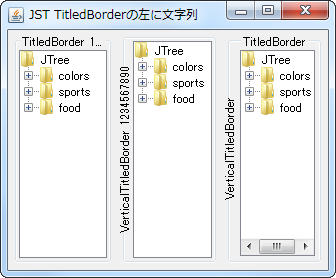 JST TitledBorderの左に文字列
TitledBorder 1...
JTree
colors
sports
food
VerticalTitledBorder 1234567890
JTree
colors
sports
food
TitledBorder
VerticalTitledBorder
JTree
colors
sports
food